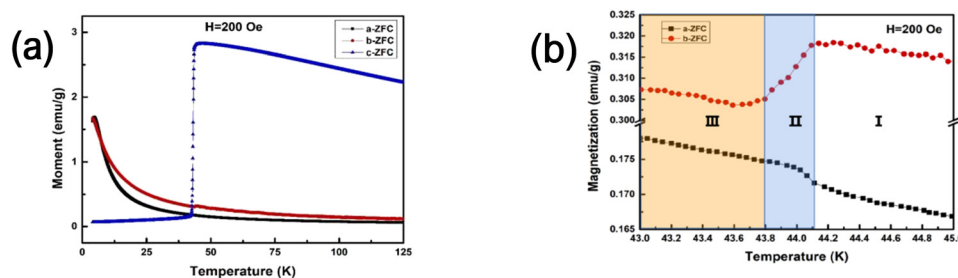 (a)
H=200 Oe
a-ZFC
b-ZFC
c-ZFC
Moment (emu/g)
3
2
1
0
0 25 50 75 100 125
Temperature (K)
(b)
H=200 Oe
a-ZFC
b-ZFC
Magnetization (emu/g)
0.325
0.320
0.315
0.310
0.305
0.300
0.175
0.170
0.165
III II I
43.0 43.2 43.4 43.6 43.8 44.0 44.2 44.4 44.6 44.8
Temperature (K)